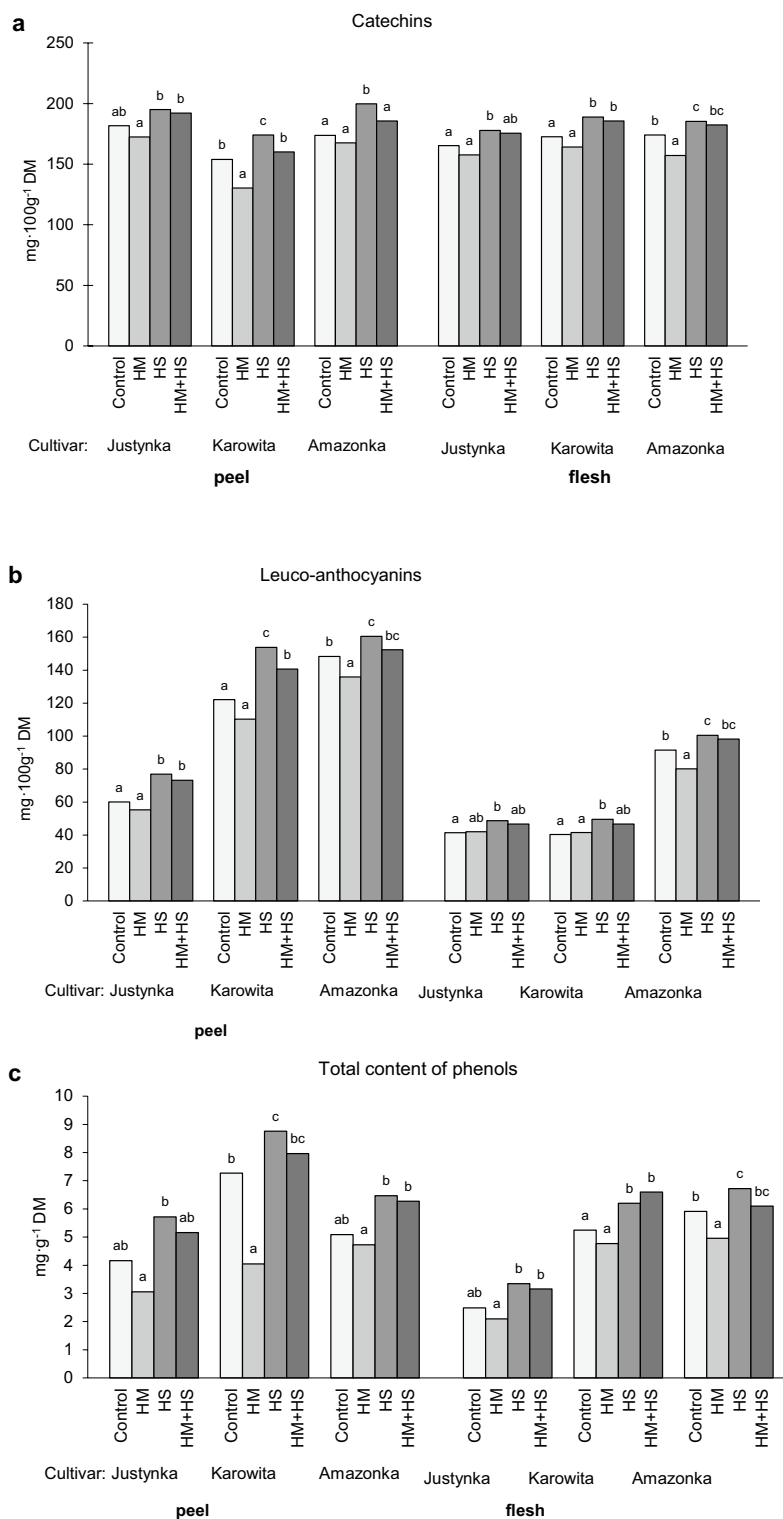 a
Catechins
250
200
150
100
50
0
mg·100g-1 DM
ab a b b b a c b a a b a a a b ab a a b b b a c bc
Control HM HS HM+HS Control HM HS HM+HS Control HM HS HM+HS Control HM HS HM+HS Control HM HS HM+HS Control HM HS HM+HS
Cultivar: Justynka Karowita Amazonka Justynka Karowita Amazonka
peel flesh
b
Leuco-anthocyanins
180
160
140
120
100
80
60
40
20
0
mg·100g-1 DM
a a b b a a c b b a c bc a ab b ab a a b ab b a c bc
Control HM HS HM+HS Control HM HS HM+HS Control HM HS HM+HS Control HM HS HM+HS Control HM HS HM+HS Control HM HS HM+HS
Cultivar: Justynka Karowita Amazonka Justynka Karowita Amazonka
peel
c
Total content of phenols
10
9
8
7
6
5
4
3
2
1
0
mg·g-1 DM
ab a b ab b a c bc ab a b b ab a b b a a b b b a c bc
Control HM HS HM+HS Control HM HS HM+HS Control HM HS HM+HS Control HM HS HM+HS Control HM HS HM+HS Control HM HS HM+HS
Cultivar: Justynka Karowita Amazonka Justynka Karowita Amazonka
peel flesh